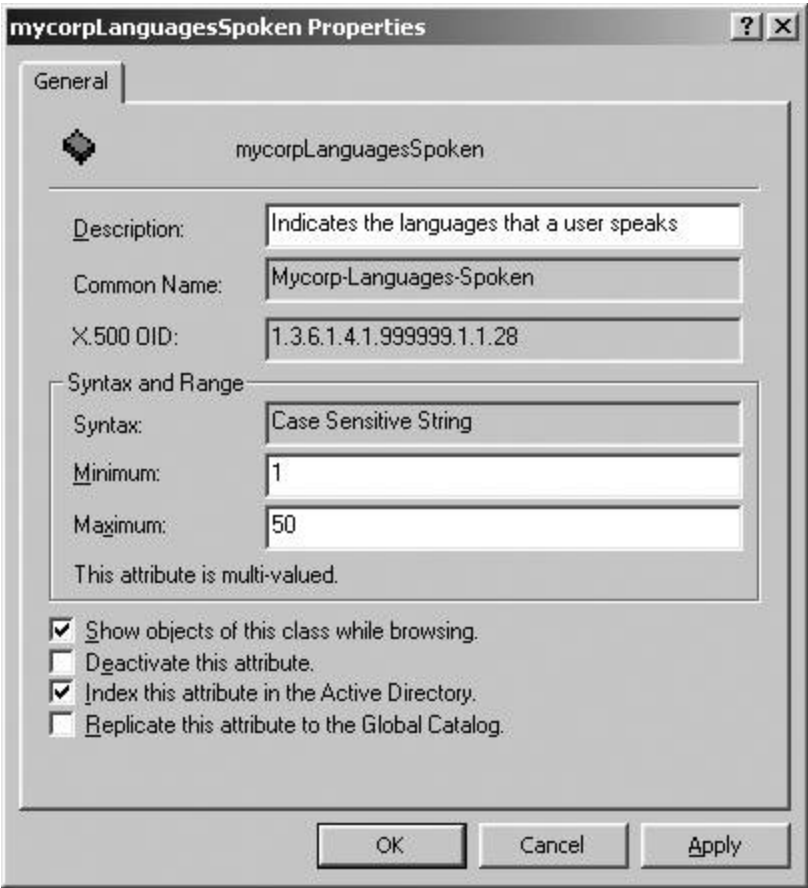 mycorpLanguagesSpoken Properties
General
mycorpLanguagesSpoken
Description: Indicates the languages that a user speaks
Common Name: Mycorp-Languages-Spoken
X.500 OID: 1.3.6.1.4.1.999999.1.1.28
Syntax and Range
Syntax: Case Sensitive String
Minimum: 1
Maximum: 50
This attribute is multi-valued.
Show objects of this class while browsing.
Deactivate this attribute.
Index this attribute in the Active Directory.
Replicate this attribute to the Global Catalog.
OK Cancel Apply